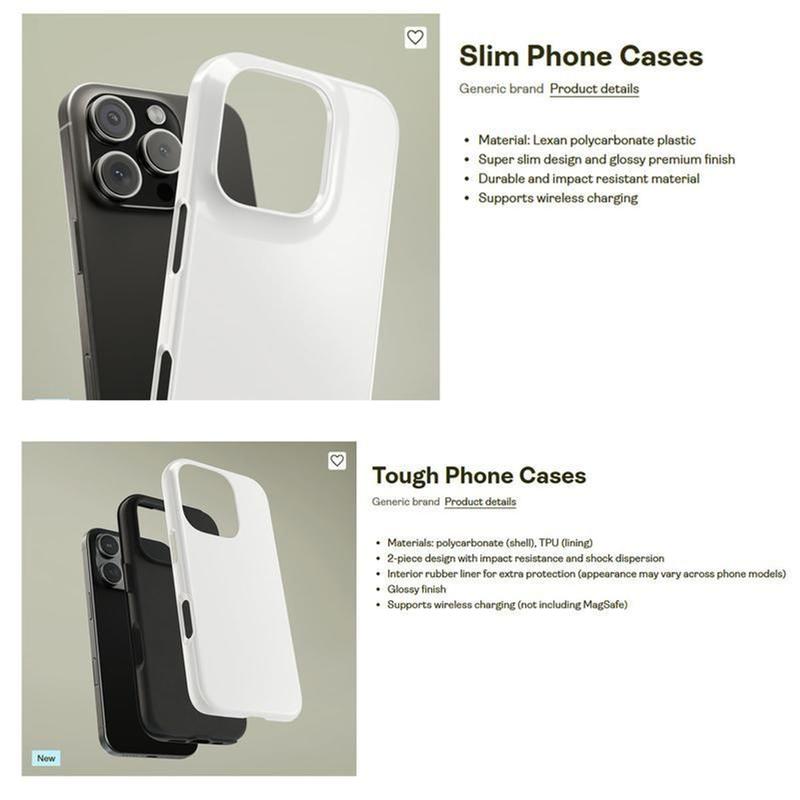 Slim Phone Cases
Generic brand Product details
• Material: Lexan polycarbonate plastic
• Super slim design and glossy premium finish
• Durable and impact resistant material
• Supports wireless charging
Tough Phone Cases
Generic brand Product details
• Materials: polycarbonate (shell), TPU (lining)
• 2-piece design with impact resistance and shock dispersion
• Interior rubber liner for extra protection (appearance may vary across phone models)
• Glossy finish
• Supports wireless charging (not including MagSafe)
New